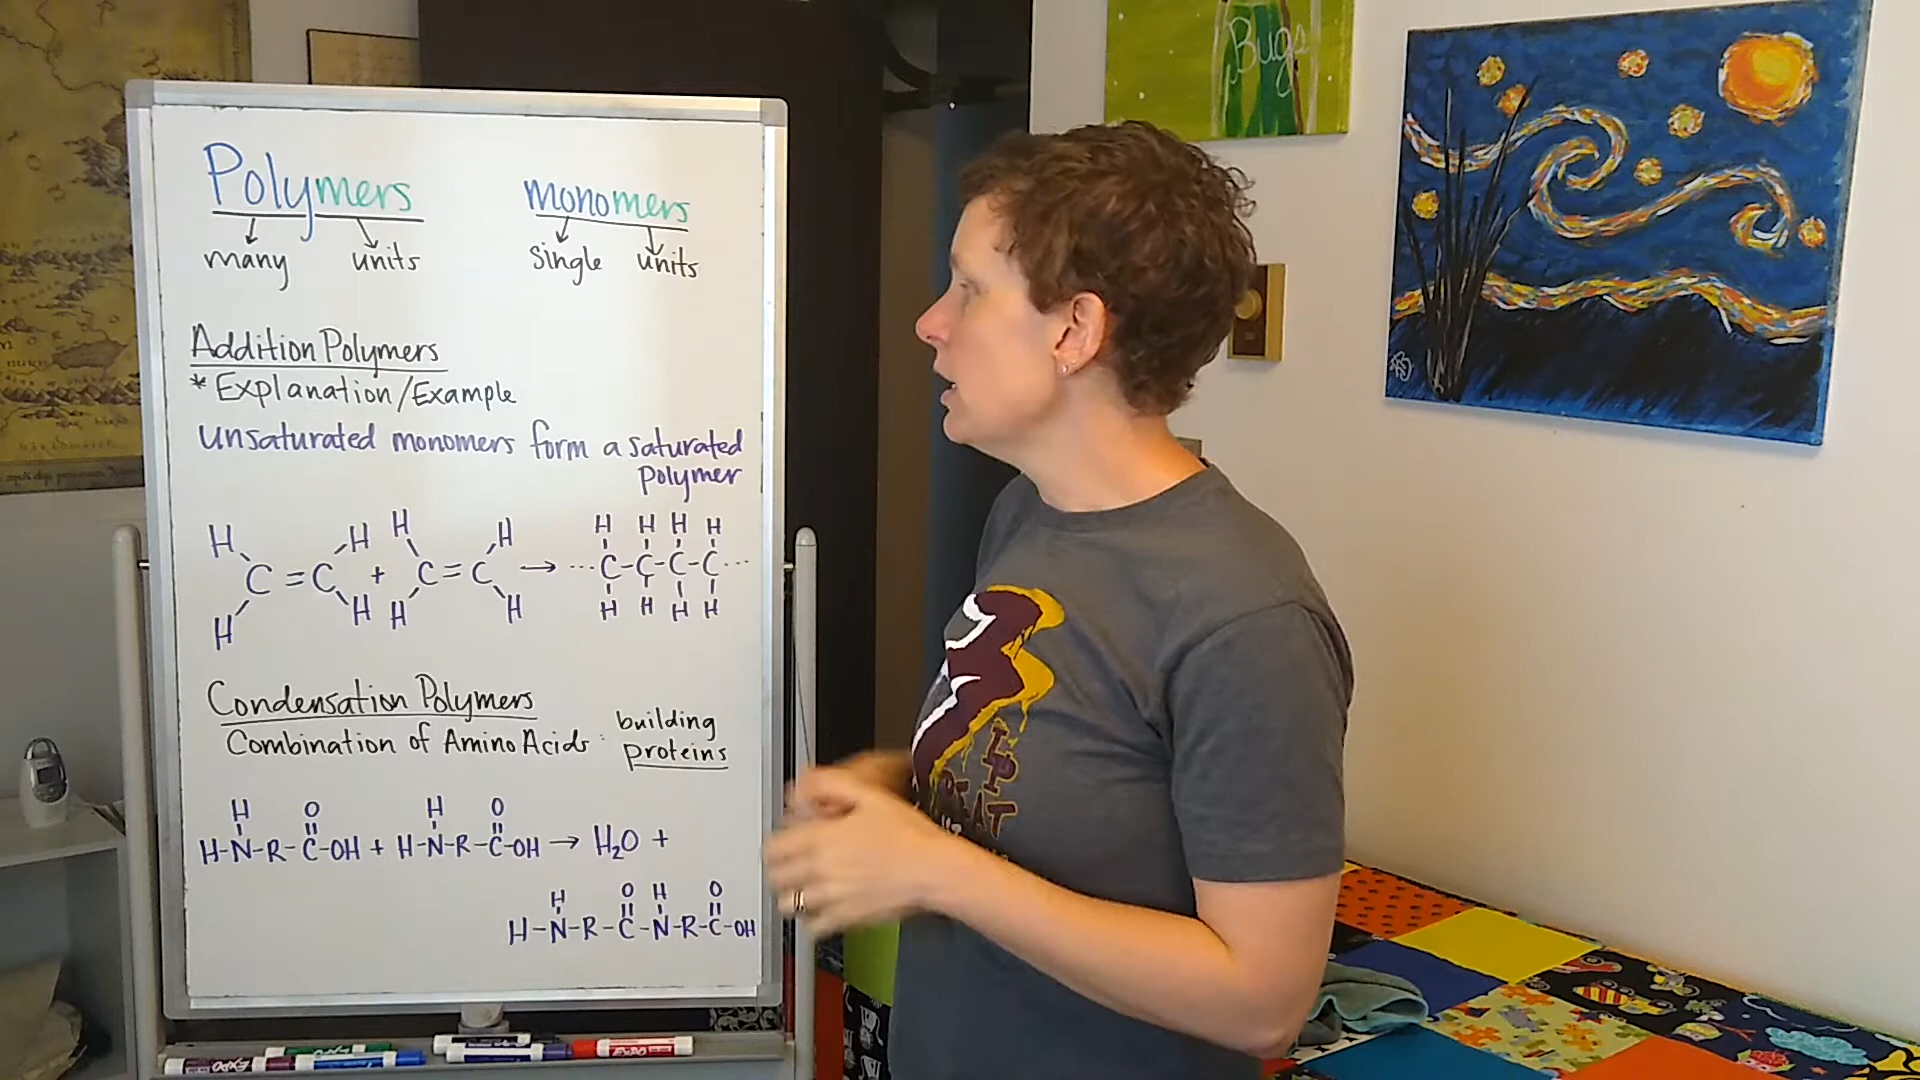 Polymers
monomers
many units
single units
Addition Polymers
* Explanation/Example
unsaturated monomers form a saturated
polymer
H H H H H H H H
C=C + C=C → ···C-C-C-C···
H H H H H H H H
Condensation Polymers
Combination of Amino Acids: building
proteins
H O H O
H-N-R-C-OH + H-N-R-C-OH → H₂O +
H O H O
H-N-R-C-N-R-C-OH
Bugs
EXPO